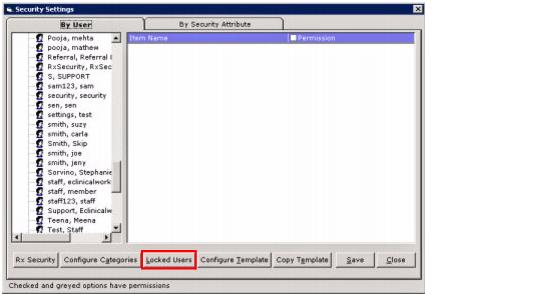 Security Settings
By User
By Security Attribute
Pooja, mehta
pooja, mathew
Referral, Referral
RxSecurity, RxSec
S, SUPPORT
sam123, sam
security, security
sen, sen
settings, test
smith, suzy
smith, carla
Smith, Skip
smith, joe
smith, jeny
Sorvino, Stephanie
staff, eclinicalwork
staff, member
staff123, staff
Support, Eclinicalw
Teena, Meena
Test, Staff
Item Name
Permission
Rx Security
Configure Categories
Locked Users
Configure Template
Copy Template
Save
Close
Checked and greyed options have permissions